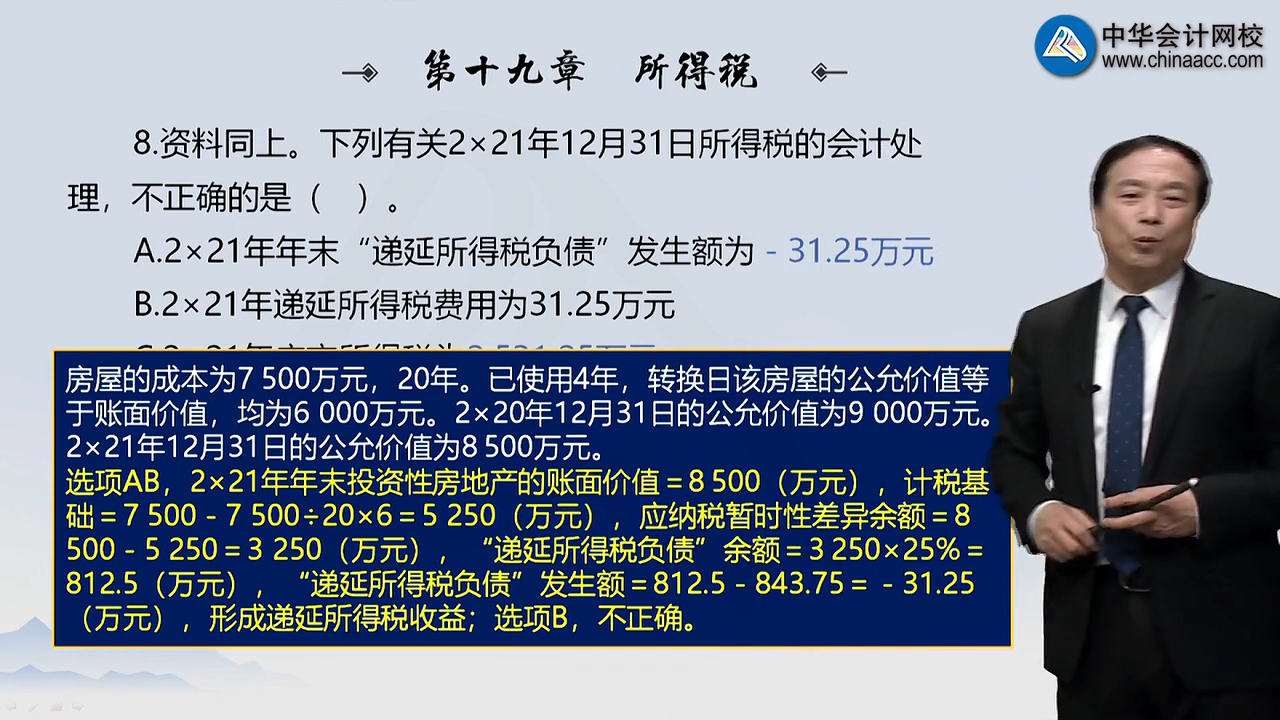 中华会计网校
www.chinaacc.com
第十九章 所得税
8.资料同上。下列有关2×21年12月31日所得税的会计处
理，不正确的是（ ）。
A.2×21年年末“递延所得税负债”发生额为－31.25万元
B.2×21年递延所得税费用为31.25万元
房屋的成本为7 500万元，20年。已使用4年，转换日该房屋的公允价值等
于账面价值，均为6 000万元。2×20年12月31日的公允价值为9 000万元。
2×21年12月31日的公允价值为8 500万元。
选项AB，2×21年年末投资性房地产的账面价值＝8 500（万元），计税基
础＝7 500－7 500÷20×6＝5 250（万元），应纳税暂时性差异余额＝8
500－5 250＝3 250（万元），“递延所得税负债”余额＝3 250×25%＝
812.5（万元），“递延所得税负债”发生额＝812.5－843.75＝－31.25
（万元），形成递延所得税收益；选项B，不正确。